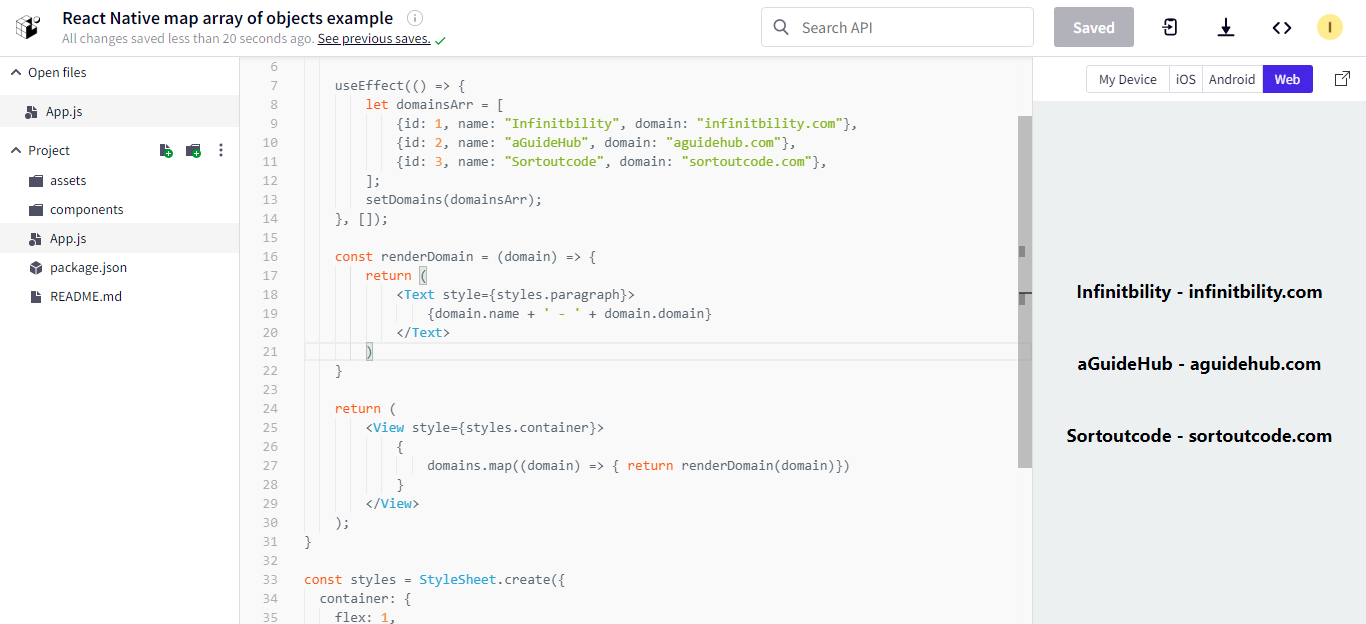 React Native map array of objects example
All changes saved less than 20 seconds ago. See previous saves.
Search API
Saved
I
Open files
App.js
Project
assets
components
App.js
package.json
README.md
6
7 useEffect(() => {
8 let domainsArr = [
9 {id: 1, name: "Infinitbility", domain: "infinitbility.com"},
10 {id: 2, name: "aGuideHub", domain: "aguidehub.com"},
11 {id: 3, name: "Sortoutcode", domain: "sortoutcode.com"},
12 ];
13 setDomains(domainsArr);
14 }, []);
15
16 const renderDomain = (domain) => {
17 return (
18 <Text style={styles.paragraph}>
19 {domain.name + ' - ' + domain.domain}
20 </Text>
21 )
22 }
23
24 return (
25 <View style={styles.container}>
26 {
27 domains.map((domain) => { return renderDomain(domain)})
28 }
29 </View>
30 );
31 }
32
33 const styles = StyleSheet.create({
34 container: {
35 flex: 1,
My Device iOS Android Web
Infinitbility - infinitbility.com
aGuideHub - aguidehub.com
Sortoutcode - sortoutcode.com